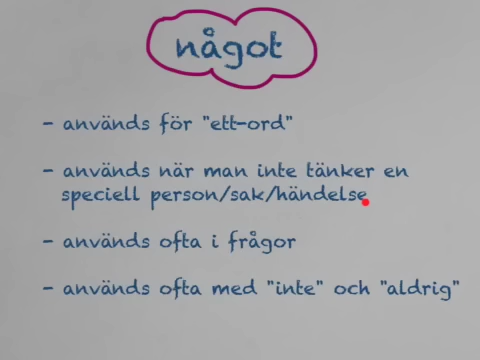 något
- används för "ett-ord"
- används när man inte tänker en
speciell person/sak/händelse
- används ofta i frågor
- används ofta med "inte" och "aldrig"